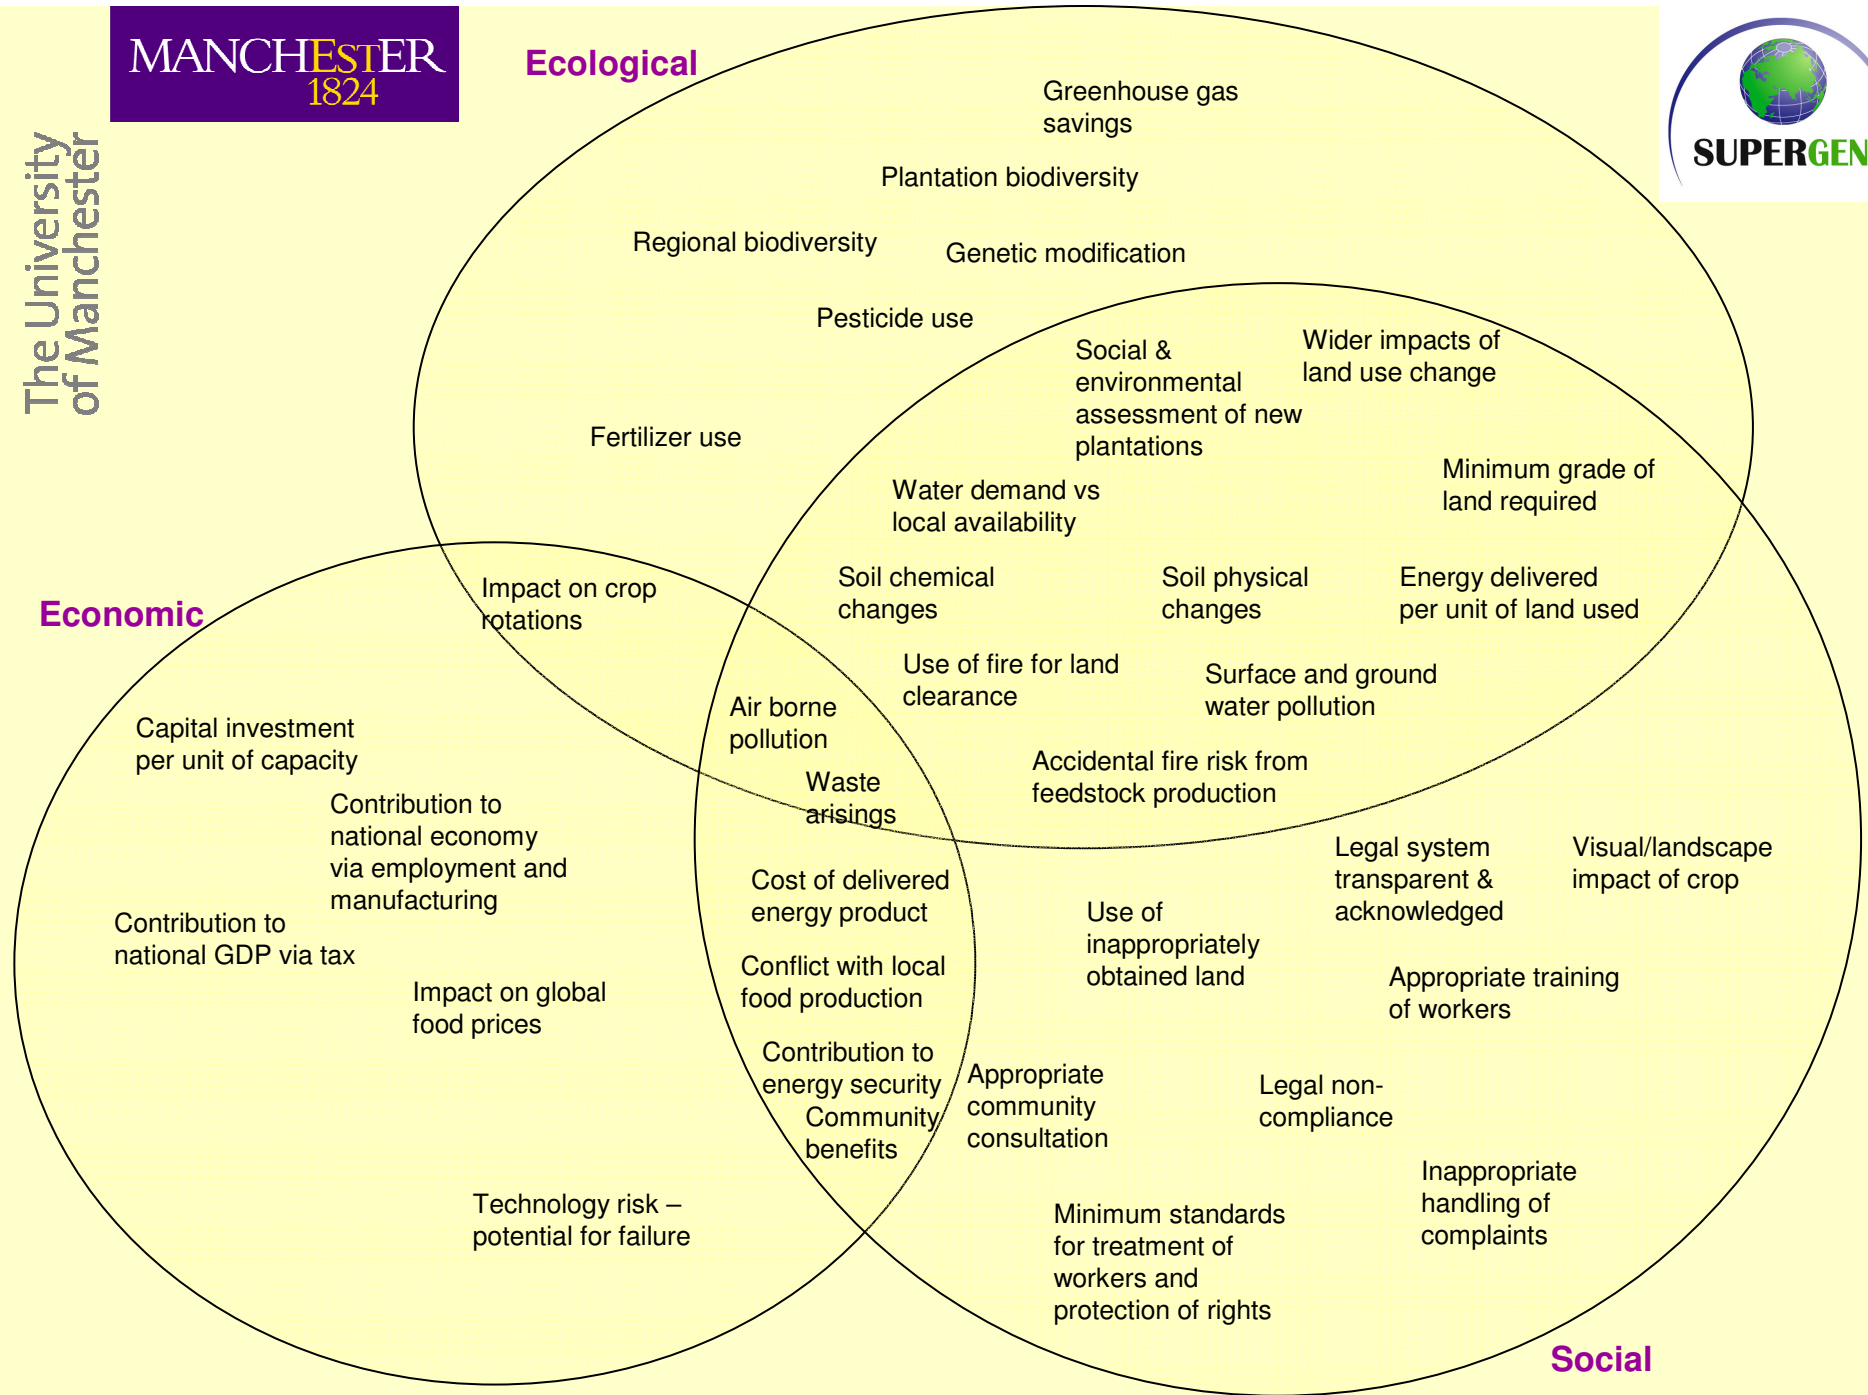 MANCHESTER
1824
The University
of Manchester
SUPERGEN
Ecological
Greenhouse gas
savings
Plantation biodiversity
Regional biodiversity
Genetic modification
Pesticide use
Social &
environmental
assessment of new
plantations
Wider impacts of
land use change
Fertilizer use
Minimum grade of
land required
Water demand vs
local availability
Economic
Impact on crop
rotations
Soil chemical
changes
Soil physical
changes
Energy delivered
per unit of land used
Use of fire for land
clearance
Surface and ground
water pollution
Air borne
pollution
Capital investment
per unit of capacity
Waste
arisings
Accidental fire risk from
feedstock production
Contribution to
national economy
via employment and
manufacturing
Legal system
transparent &
acknowledged
Visual/landscape
impact of crop
Cost of delivered
energy product
Use of
inappropriately
obtained land
Contribution to
national GDP via tax
Conflict with local
food production
Appropriate training
of workers
Impact on global
food prices
Contribution to
energy security
Community
benefits
Appropriate
community
consultation
Legal non-
compliance
Inappropriate
handling of
complaints
Technology risk –
potential for failure
Minimum standards
for treatment of
workers and
protection of rights
Social